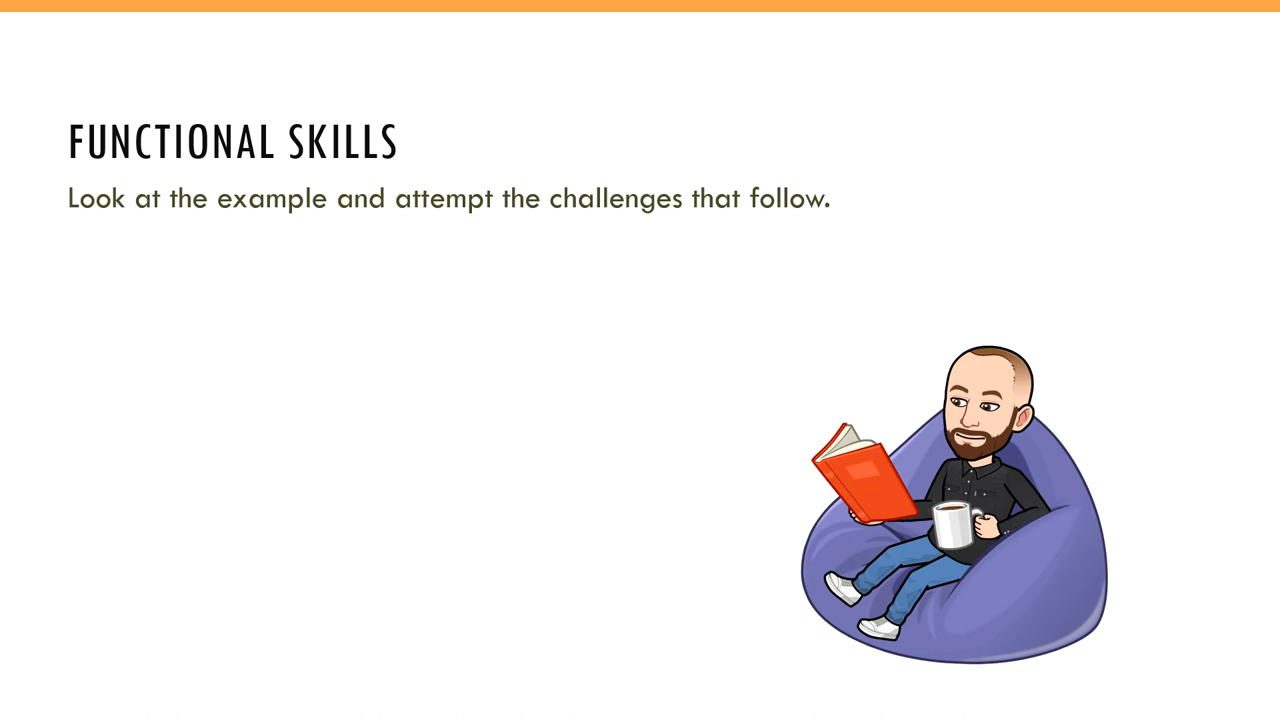 FUNCTIONAL SKILLS
Look at the example and attempt the challenges that follow.